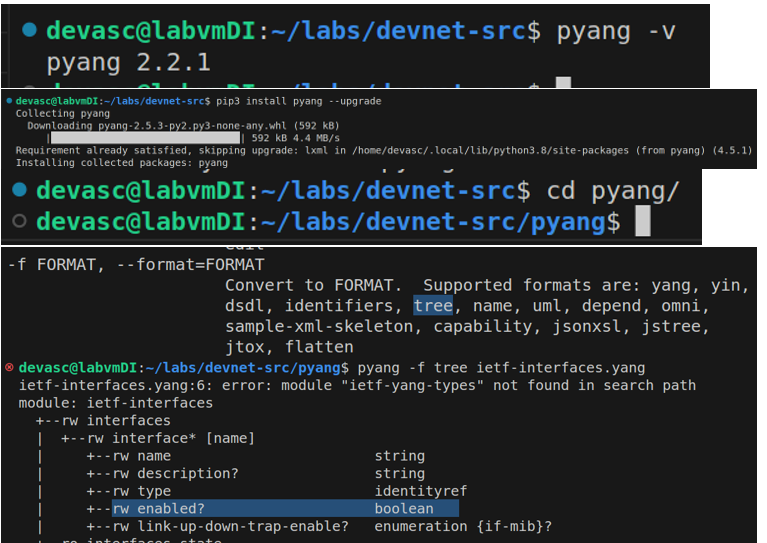 devasc@labvmDI:~/labs/devnet-src$ pyang -v
pyang 2.2.1
devasc@labvmDI:~/labs/devnet-src$ pip3 install pyang --upgrade
Collecting pyang
Downloading pyang-2.5.3-py2.py3-none-any.whl (592 kB)
|████████████████████████████████| 592 kB 4.4 MB/s
Requirement already satisfied, skipping upgrade: lxml in /home/devasc/.local/lib/python3.8/site-packages (from pyang) (4.5.1)
Installing collected packages: pyang
devasc@labvmDI:~/labs/devnet-src$ cd pyang/
devasc@labvmDI:~/labs/devnet-src/pyang$
-f FORMAT, --format=FORMAT
Convert to FORMAT.  Supported formats are: yang, yin,
dsdl, identifiers, tree, name, uml, depend, omni,
sample-xml-skeleton, capability, jsonxsl, jstree,
jtox, flatten
devasc@labvmDI:~/labs/devnet-src/pyang$ pyang -f tree ietf-interfaces.yang
ietf-interfaces.yang:6: error: module "ietf-yang-types" not found in search path
module: ietf-interfaces
+--rw interfaces
|  +--rw interface* [name]
|     +--rw name                        string
|     +--rw description?                string
|     +--rw type                        identityref
|     +--rw enabled?                    boolean
|     +--rw link-up-down-trap-enable?   enumeration {if-mib}?